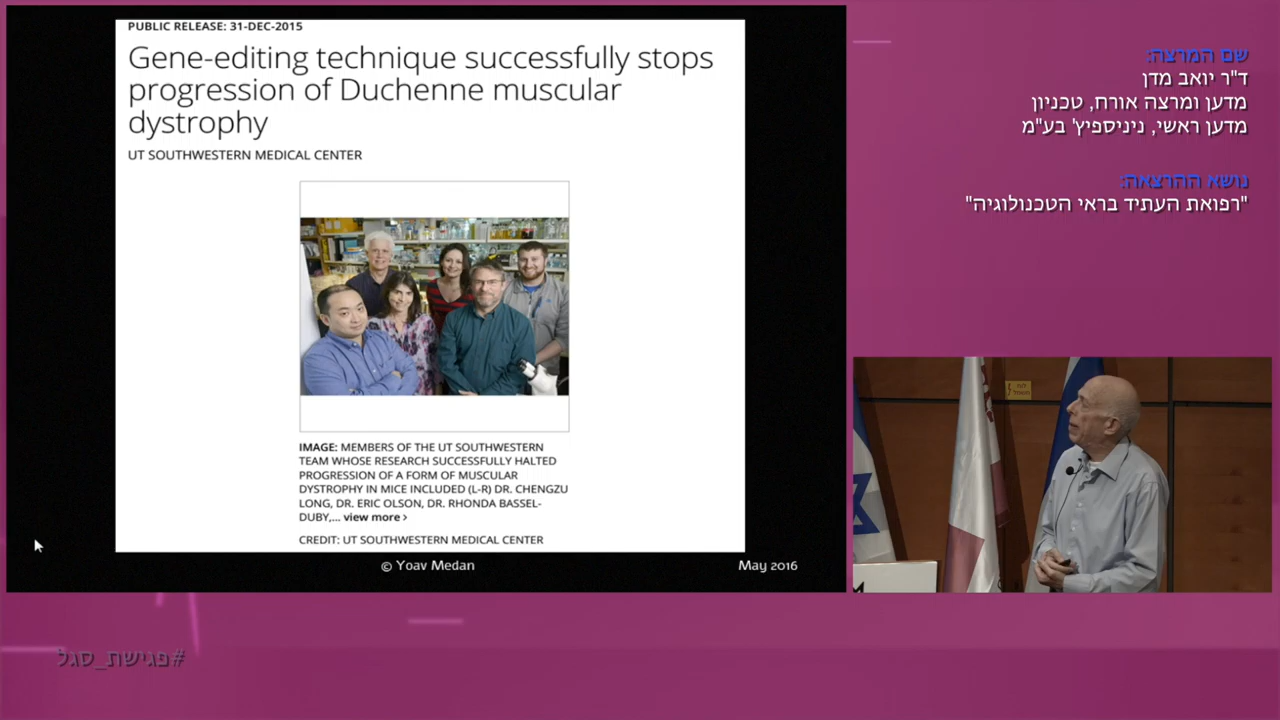 PUBLIC RELEASE: 31-DEC-2015
Gene-editing technique successfully stops
progression of Duchenne muscular
dystrophy
UT SOUTHWESTERN MEDICAL CENTER
IMAGE: MEMBERS OF THE UT SOUTHWESTERN
TEAM WHOSE RESEARCH SUCCESSFULLY HALTED
PROGRESSION OF A FORM OF MUSCULAR
DYSTROPHY IN MICE INCLUDED (L-R) DR. CHENGZU
LONG, DR. ERIC OLSON, DR. RHONDA BASSEL-
DUBY,... view more ›
CREDIT: UT SOUTHWESTERN MEDICAL CENTER
© Yoav Medan
May 2016
שם המרצה:
ד"ר יואב מדן
מדען ומרצה אורח, טכניון
מדען ראשי, ניניספיץ' בע"מ
נושא ההרצאה:
"רפואת העתיד בראי הטכנולוגיה"
#פגישת_סגל